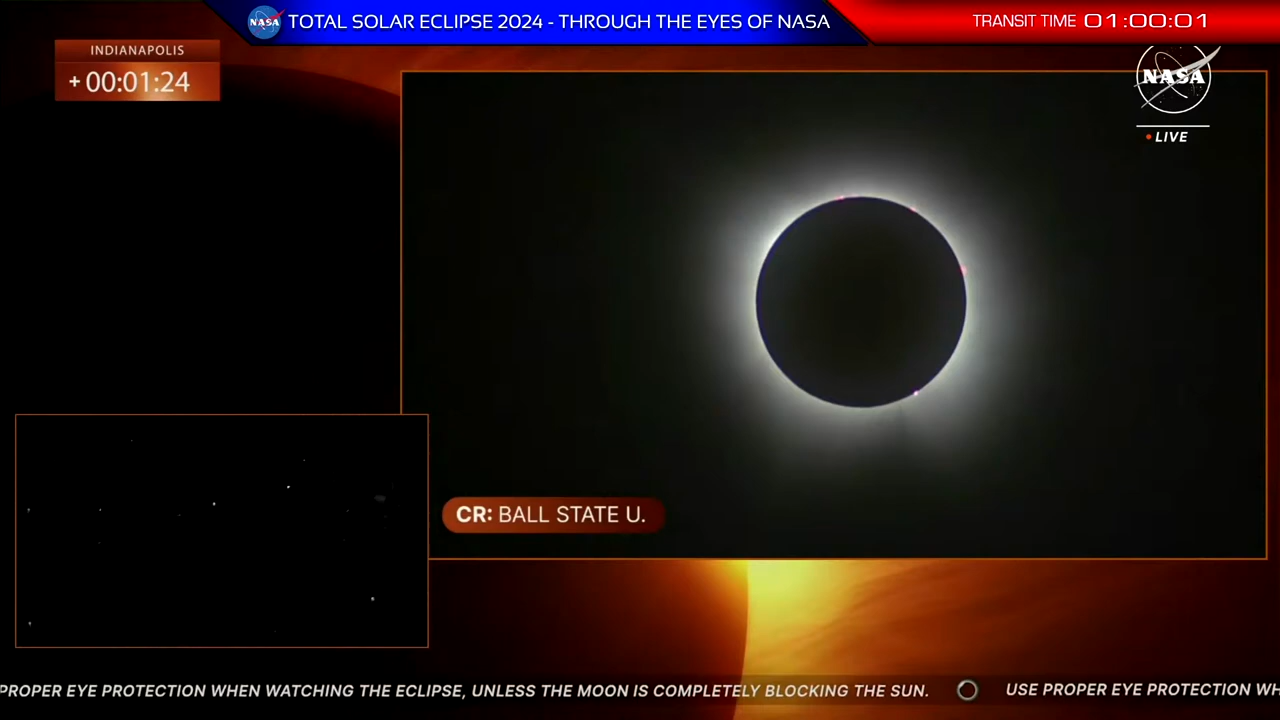 NASA
TOTAL SOLAR ECLIPSE 2024 - THROUGH THE EYES OF NASA
TRANSIT TIME 01:00:01
INDIANAPOLIS
+ 00:01:24
NASA
LIVE
CR: BALL STATE U.
PROPER EYE PROTECTION WHEN WATCHING THE ECLIPSE, UNLESS THE MOON IS COMPLETELY BLOCKING THE SUN.
USE PROPER EYE PROTECTION WH